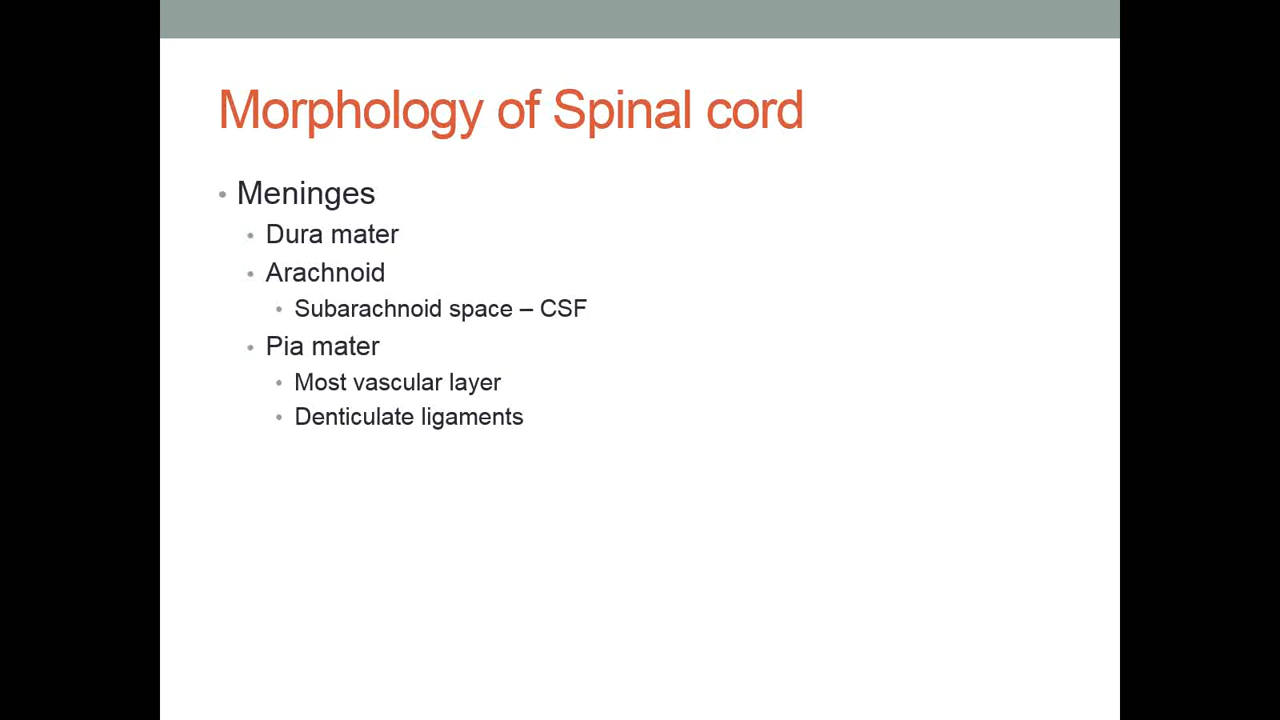 Morphology of Spinal cord
• Meninges
• Dura mater
• Arachnoid
• Subarachnoid space – CSF
• Pia mater
• Most vascular layer
• Denticulate ligaments